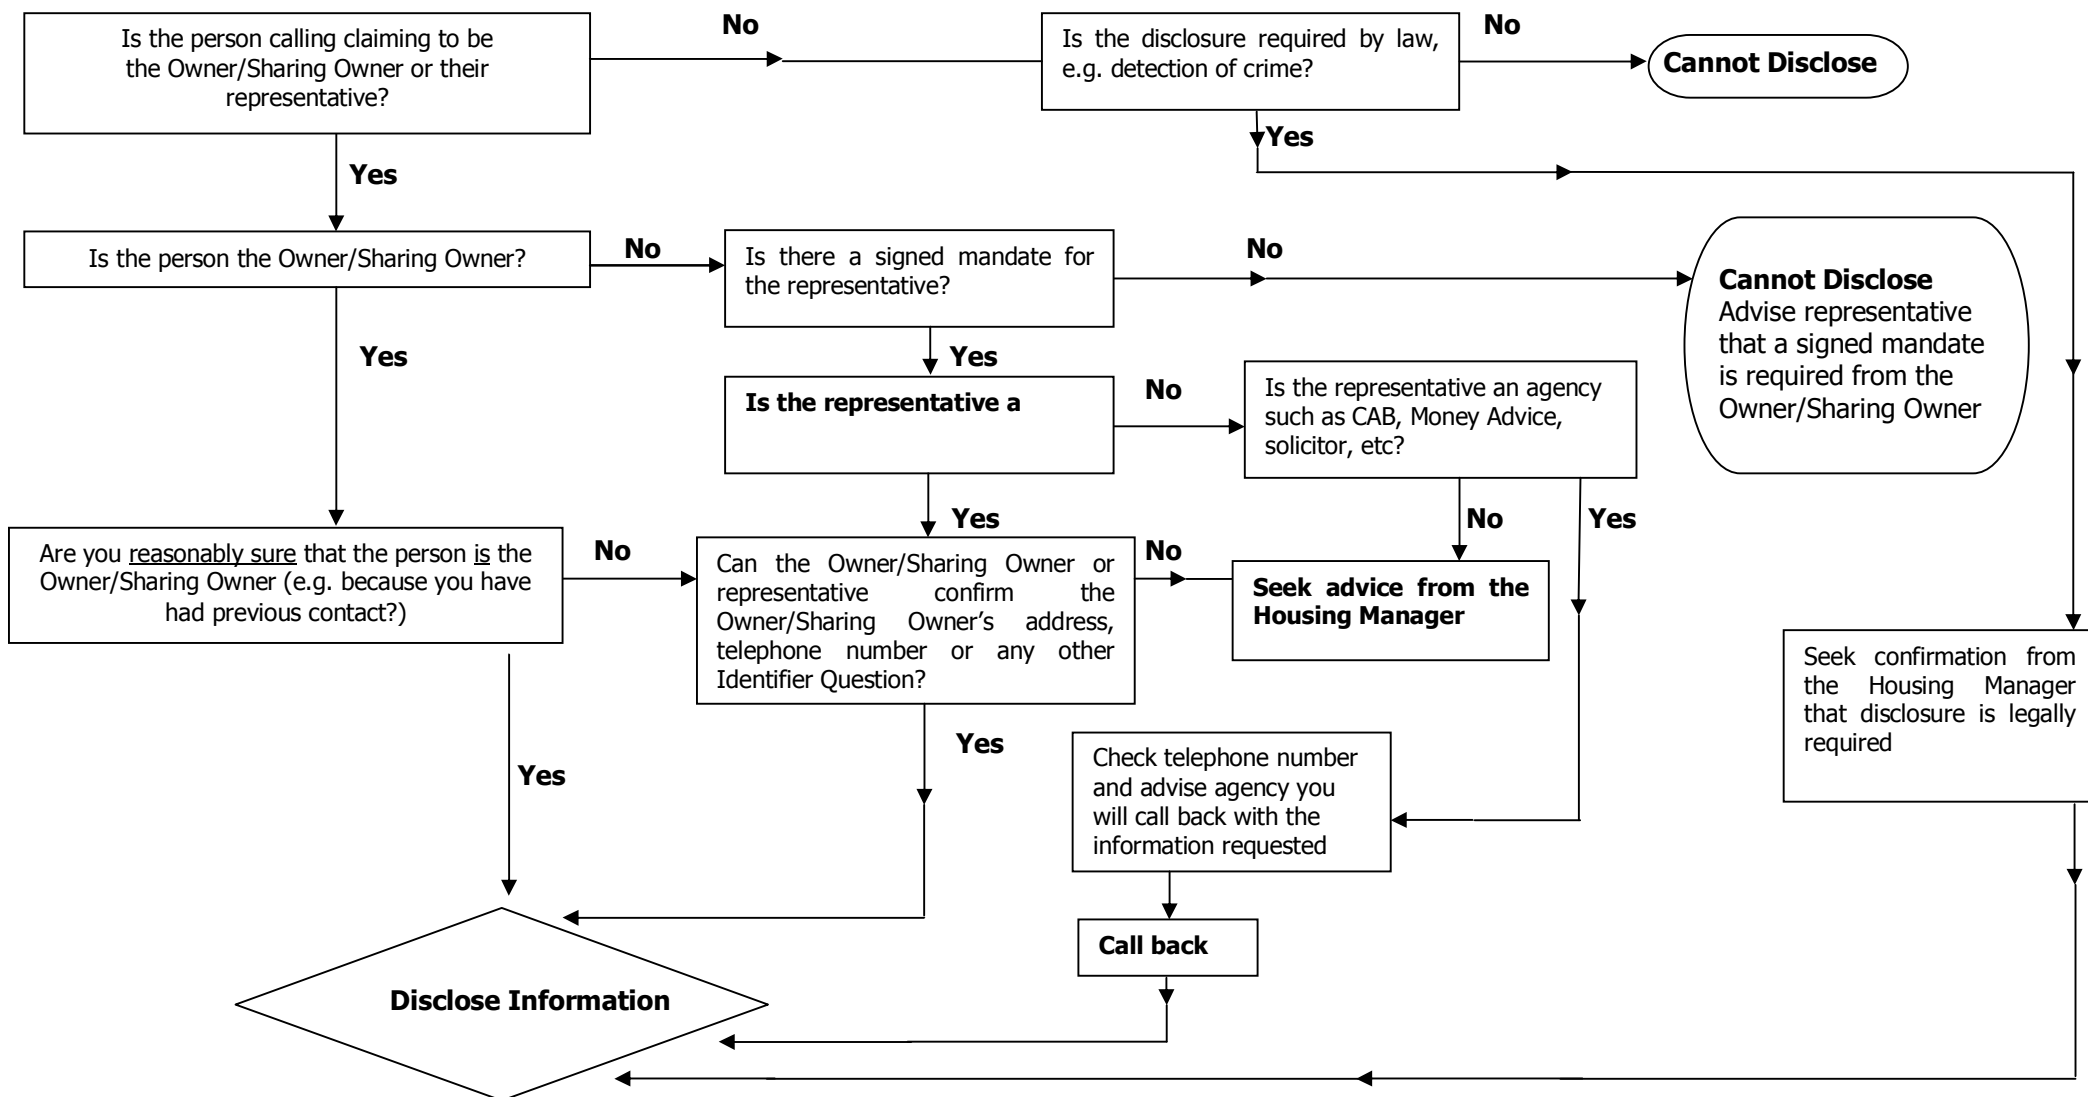 Is the person calling claiming to be
the Owner/Sharing Owner or their
representative?
No
Is the disclosure required by law,
e.g. detection of crime?
No
Cannot Disclose
Yes
Yes
Is the person the Owner/Sharing Owner?
No
Is there a signed mandate for
the representative?
No
Cannot Disclose
Advise representative
that a signed mandate
is required from the
Owner/Sharing Owner
Yes
Yes
Is the representative a
No
Is the representative an agency
such as CAB, Money Advice,
solicitor, etc?
Yes
No
Yes
Are you reasonably sure that the person is the
Owner/Sharing Owner (e.g. because you have
had previous contact?)
No
Can the Owner/Sharing Owner or
representative confirm the
Owner/Sharing Owner’s address,
telephone number or any other
Identifier Question?
No
Seek advice from the
Housing Manager
Seek confirmation from
the Housing Manager
that disclosure is legally
required
Yes
Yes
Check telephone number
and advise agency you
will call back with the
information requested
Call back
Disclose Information